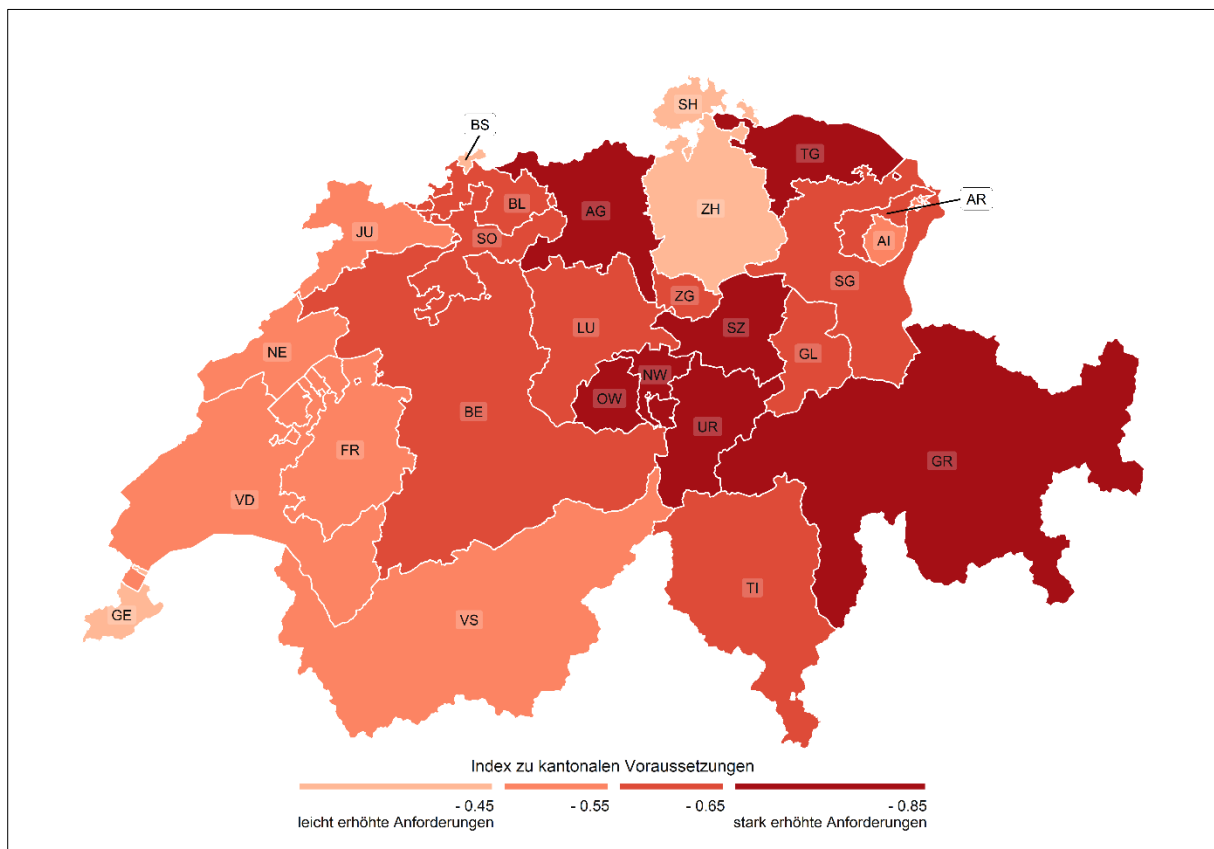 SH
BS
TG
AR
BL
AG
ZH
JU
SO
AI
SG
ZG
LU
SZ
NE
GL
NW
OW
BE
UR
FR
GR
VD
TI
GE
VS
Index zu kantonalen Voraussetzungen
- 0.45
- 0.55
- 0.65
- 0.85
leicht erhöhte Anforderungen
stark erhöhte Anforderungen